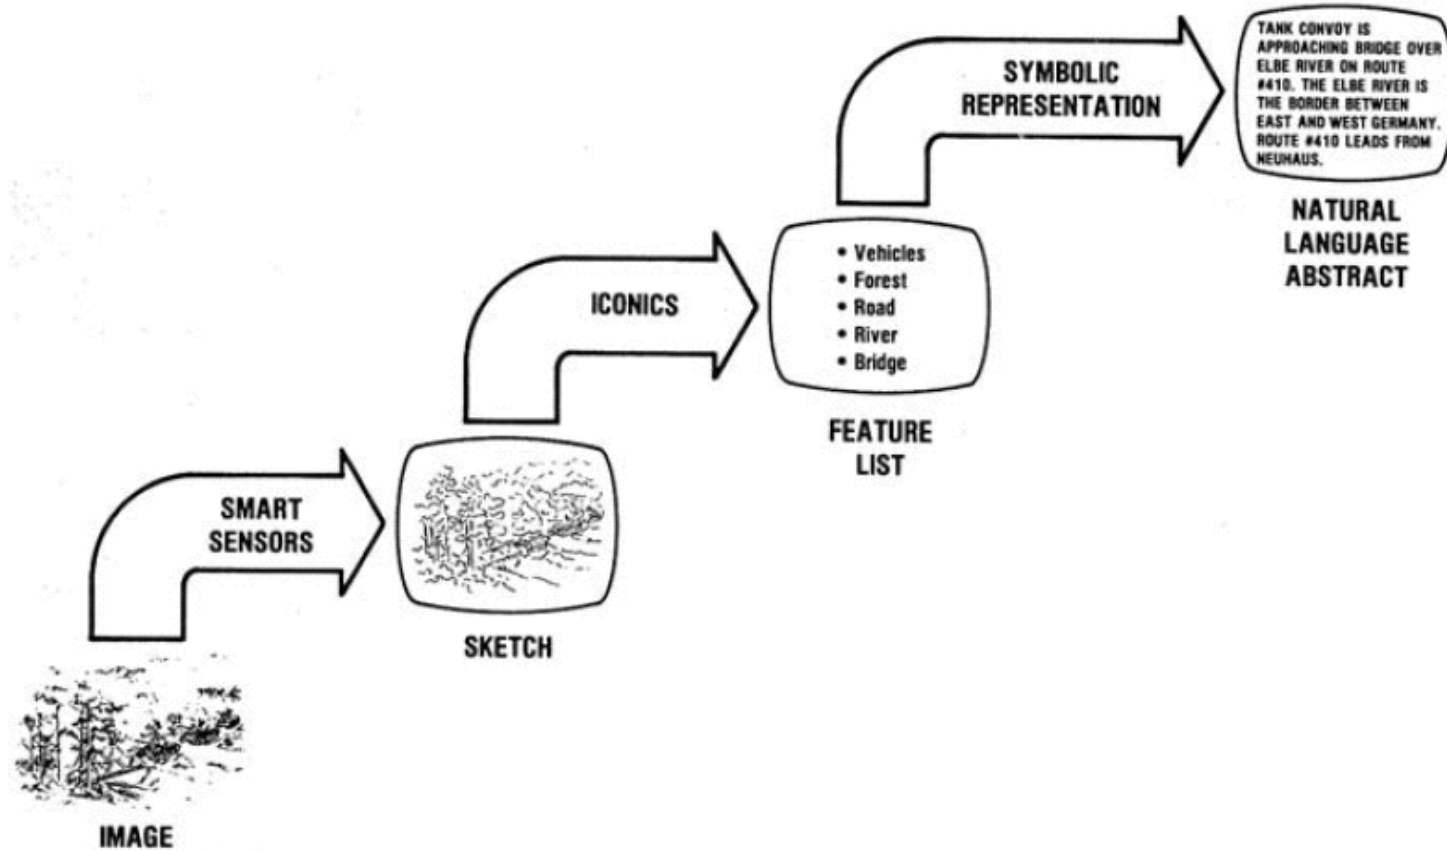 TANK CONVOY IS
APPROACHING BRIDGE OVER
ELBE RIVER ON ROUTE
#410. THE ELBE RIVER IS
THE BORDER BETWEEN
EAST AND WEST GERMANY.
ROUTE #410 LEADS FROM
NEUHAUS.
SYMBOLIC
REPRESENTATION
NATURAL
LANGUAGE
ABSTRACT
• Vehicles
• Forest
• Road
• River
• Bridge
ICONICS
FEATURE
LIST
SMART
SENSORS
SKETCH
IMAGE